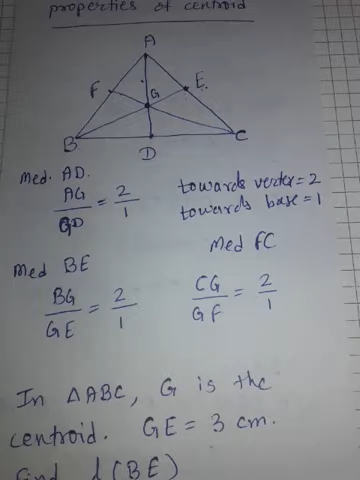 properties of centroid
A
F
E.
G
B
D
C
Med. AD.
AG/GD = 2/1
towards vertex = 2
towards base = 1
Med FC
Med BE
BG/GE = 2/1
CG/GF = 2/1
In ΔABC, G is the
centroid. GE = 3 cm.
find l(BE)